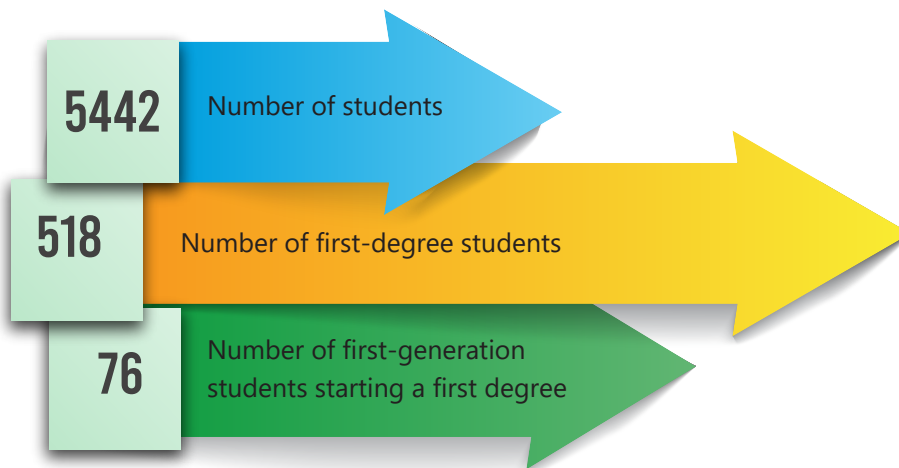 5442
Number of students
518
Number of first-degree students
76
Number of first-generation
students starting a first degree